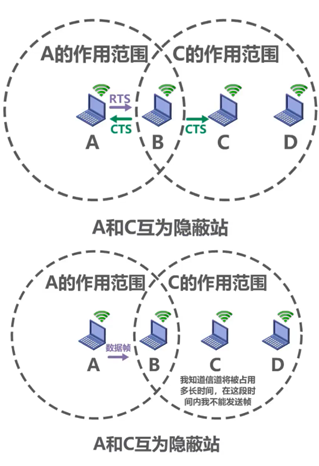 A的作用范围 C的作用范围
RTS
CTS CTS
A B C D
A和C互为隐蔽站
A的作用范围 C的作用范围
数据帧
A B C D
我知道信道将被占用
多长时间，在这段时
间内我不能发送帧
A和C互为隐蔽站